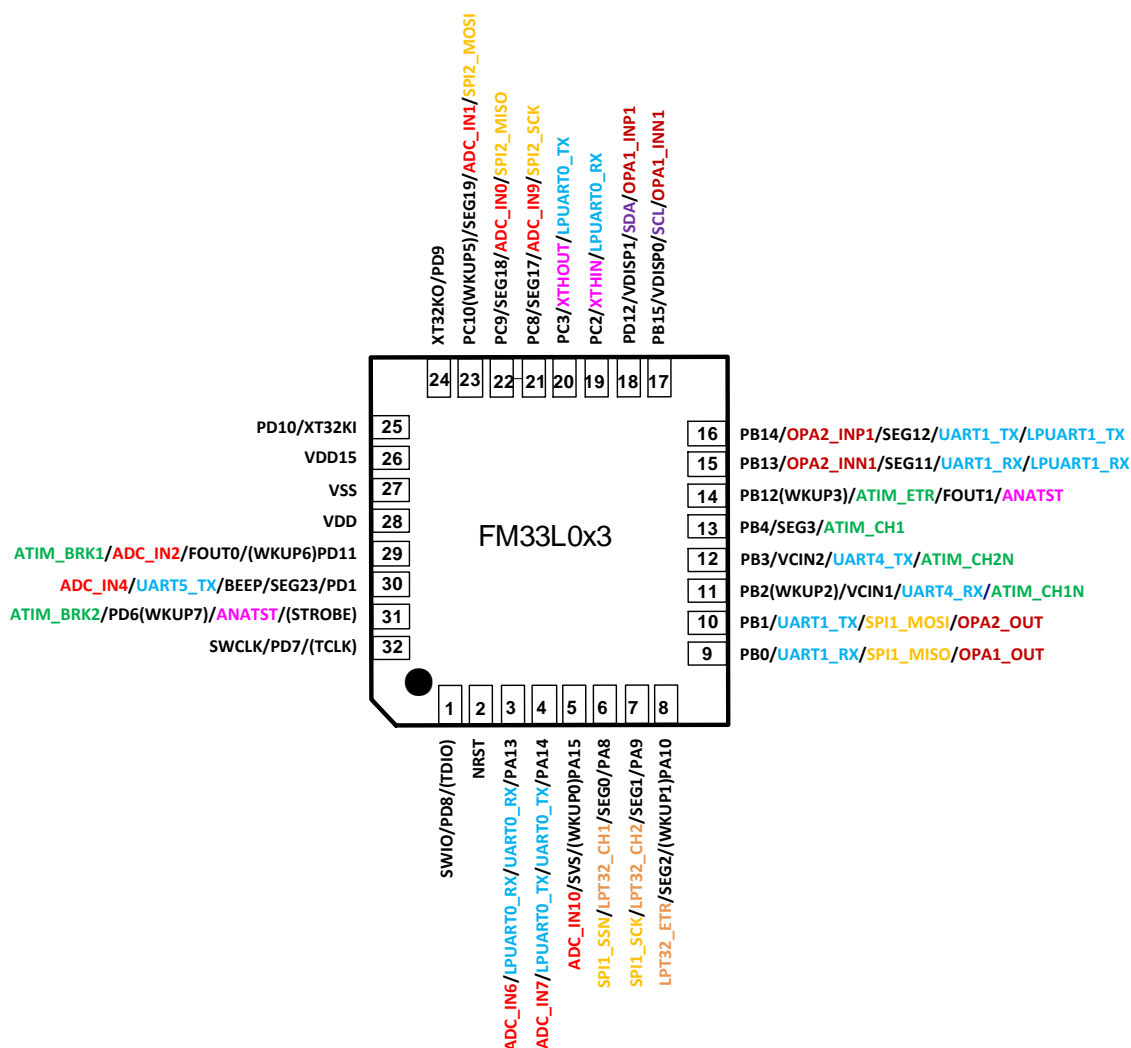 XT32KO/PD9
PC10(WKUP5)/SEG19/ADC_IN1/SPI2_MOSI
PC9/SEG18/ADC_IN0/SPI2_MISO
PC8/SEG17/ADC_IN9/SPI2_SCK
PC3/XTHOUT/LPUART0_TX
PC2/XTHIN/LPUART0_RX
PD12/VDISP1/SDA/OPA1_INP1
PB15/VDISP0/SCL/OPA1_INN1
24 23 22 21 20 19 18 17
PD10/XT32KI 25
VDD15 26
VSS 27
VDD 28
ATIM_BRK1/ADC_IN2/FOUT0/(WKUP6)PD11 29
ADC_IN4/UART5_TX/BEEP/SEG23/PD1 30
ATIM_BRK2/PD6(WKUP7)/ANATST/(STROBE) 31
SWCLK/PD7/(TCLK) 32
FM33L0x3
16 PB14/OPA2_INP1/SEG12/UART1_TX/LPUART1_TX
15 PB13/OPA2_INN1/SEG11/UART1_RX/LPUART1_RX
14 PB12(WKUP3)/ATIM_ETR/FOUT1/ANATST
13 PB4/SEG3/ATIM_CH1
12 PB3/VCIN2/UART4_TX/ATIM_CH2N
11 PB2(WKUP2)/VCIN1/UART4_RX/ATIM_CH1N
10 PB1/UART1_TX/SPI1_MOSI/OPA2_OUT
9 PB0/UART1_RX/SPI1_MISO/OPA1_OUT
1 2 3 4 5 6 7 8
SWIO/PD8/(TDIO)
NRST
ADC_IN6/LPUART0_RX/UART0_RX/PA13
ADC_IN7/LPUART0_TX/UART0_TX/PA14
ADC_IN10/SVS/(WKUP0)PA15
SPI1_SSN/LPT32_CH1/SEG0/PA8
SPI1_SCK/LPT32_CH2/SEG1/PA9
LPT32_ETR/SEG2/(WKUP1)PA10